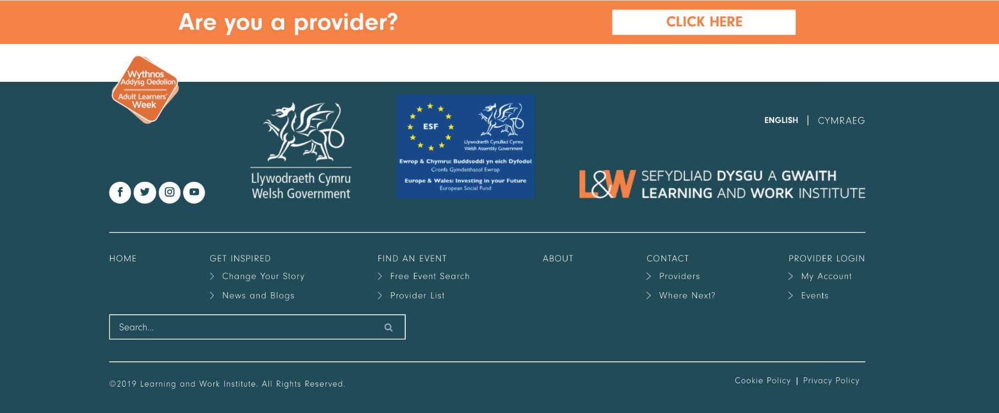 Are you a provider?
CLICK HERE
Wythnos
Addysg Oedolion
Adult Learners'
Week
Llywodraeth Cymru
Welsh Government
ESF
Llywodraeth Cynulliad Cymru
Welsh Assembly Government
Ewrop & Chymru: Buddsoddi yn eich Dyfodol
Cronfa Gymdeithasol Ewrop
Europe & Wales: Investing in your Future
European Social Fund
ENGLISH | CYMRAEG
L&W SEFYDLIAD DYSGU A GWAITH
LEARNING AND WORK INSTITUTE
HOME
GET INSPIRED
Change Your Story
News and Blogs
FIND AN EVENT
Free Event Search
Provider List
ABOUT
CONTACT
Providers
Where Next?
PROVIDER LOGIN
My Account
Events
Search...
©2019 Learning and Work Institute. All Rights Reserved.
Cookie Policy | Privacy Policy